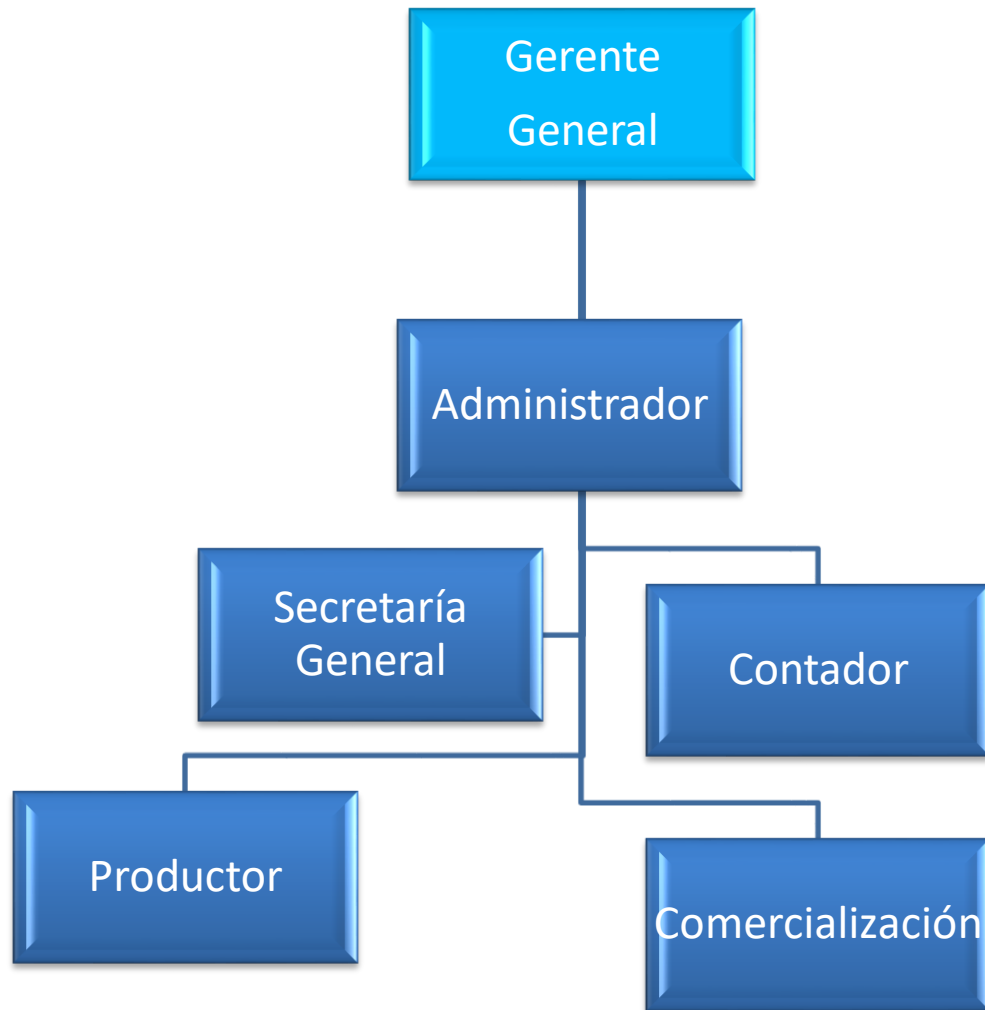 Gerente
General
Administrador
Secretaría
General
Contador
Productor
Comercialización